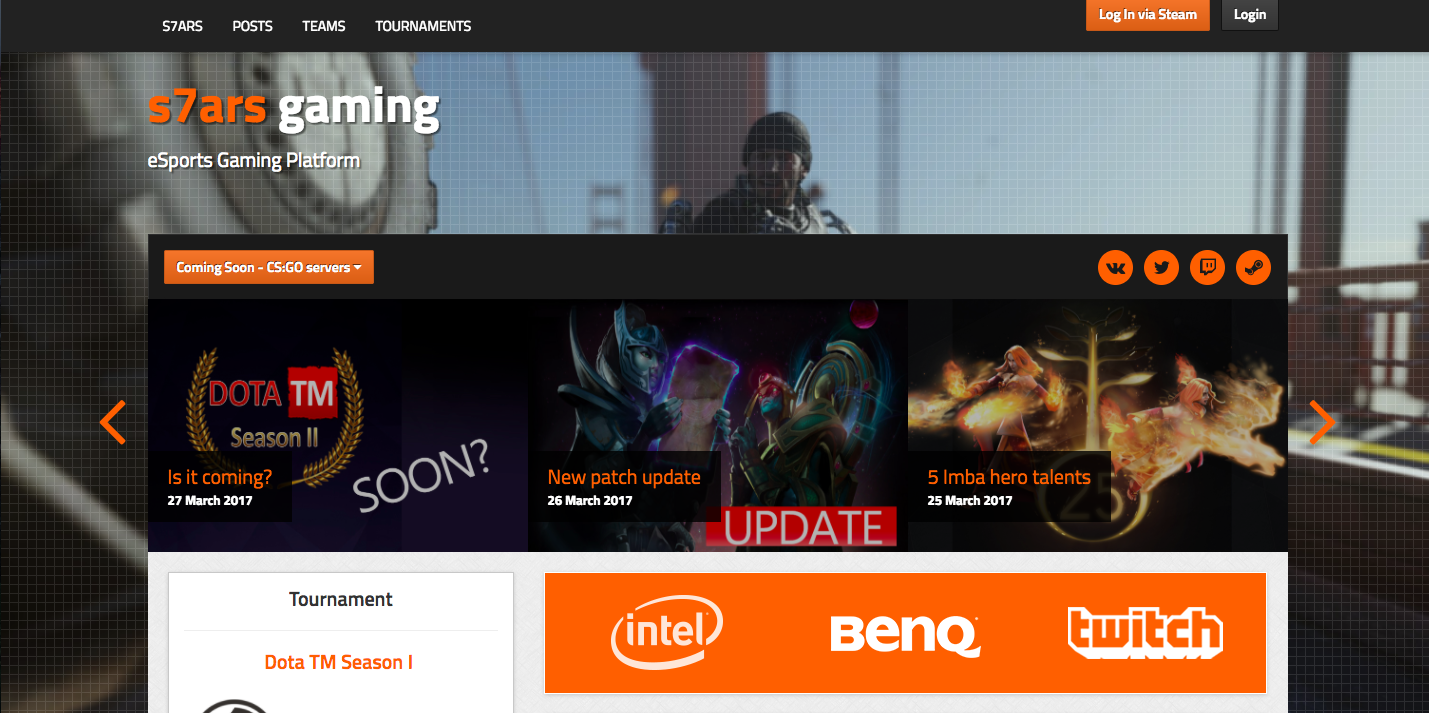 S7ARS POSTS TEAMS TOURNAMENTS Log In via Steam Login
s7ars gaming
eSports Gaming Platform
Coming Soon - CS:GO servers
DOTA TM
Season II
SOON?
Is it coming?
27 March 2017
New patch update
26 March 2017
UPDATE
5 Imba hero talents
25 March 2017
25
Tournament
Dota TM Season I
intel BenQ twitch